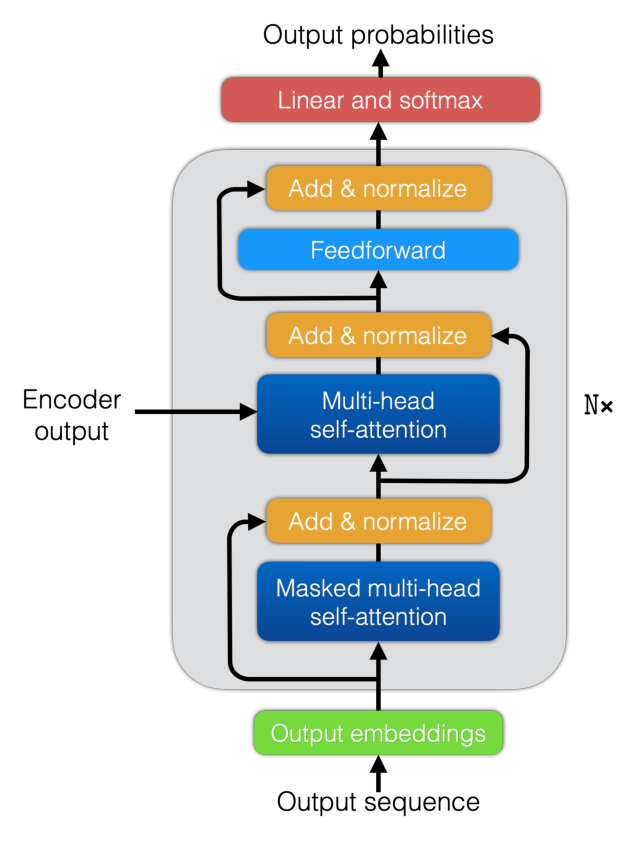 Output probabilities
Linear and softmax
Add & normalize
Feedforward
Add & normalize
Encoder
output
Multi-head
self-attention
N×
Add & normalize
Masked multi-head
self-attention
Output embeddings
Output sequence